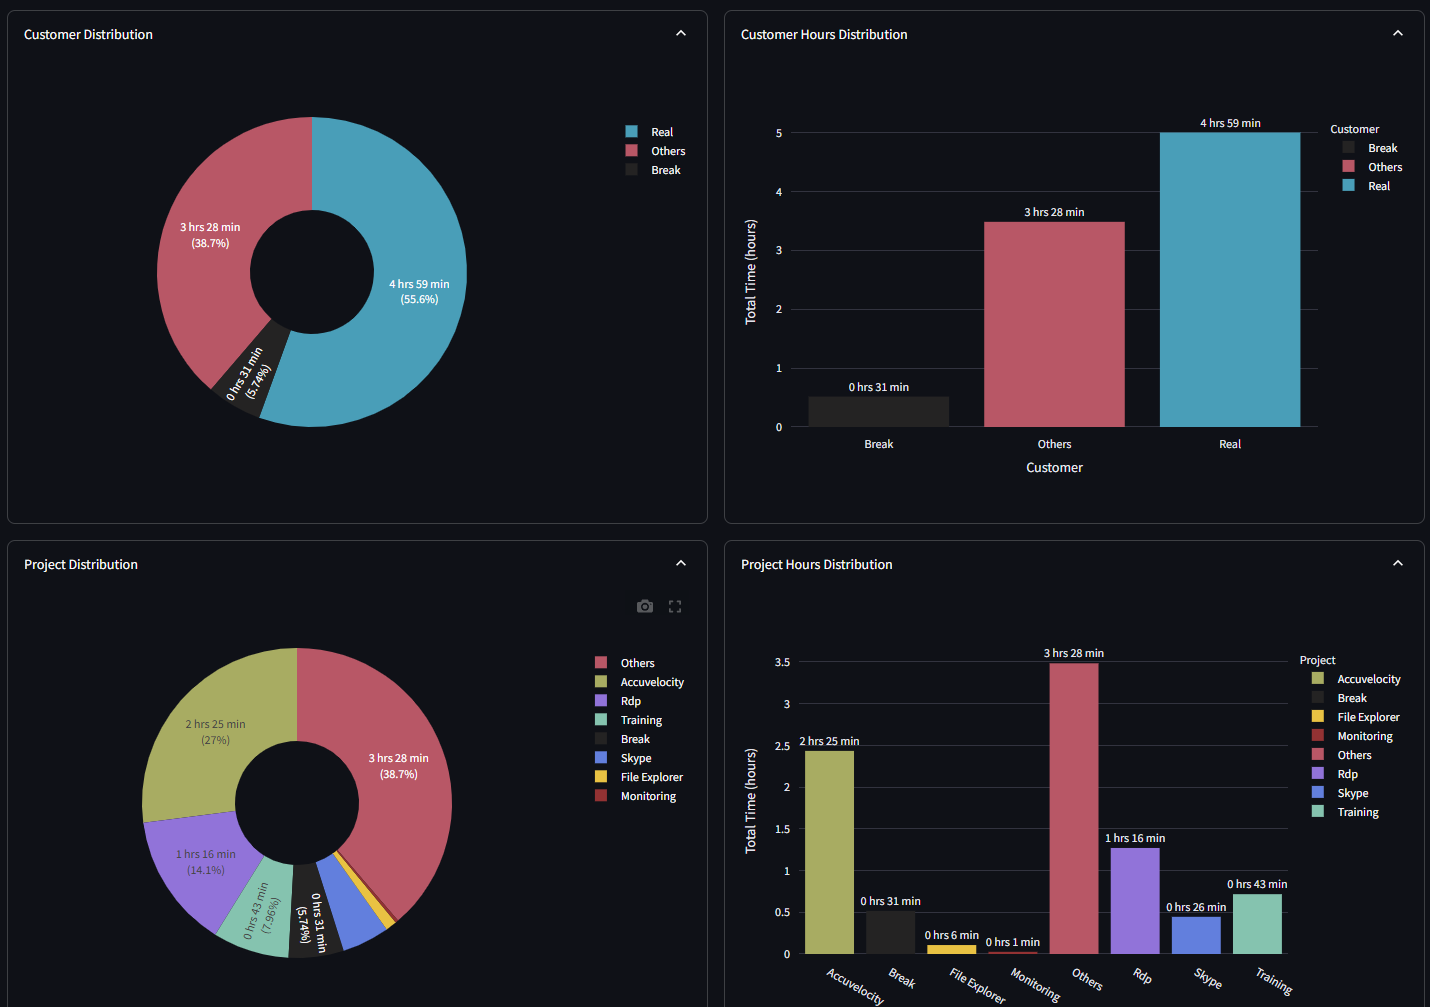 Customer Distribution
Real
Others
Break
3 hrs 28 min
(38.7%)
4 hrs 59 min
(55.6%)
0 hrs 31 min
(5.74%)
Customer Hours Distribution
4 hrs 59 min
3 hrs 28 min
0 hrs 31 min
5
4
3
2
1
0
Total Time (hours)
Break
Others
Real
Customer
Customer
Break
Others
Real
Project Distribution
Others
Accuvelocity
Rdp
Training
Break
Skype
File Explorer
Monitoring
2 hrs 25 min
(27%)
3 hrs 28 min
(38.7%)
1 hrs 16 min
(14.1%)
0 hrs 43 min
(7.96%)
0 hrs 31 min
(5.74%)
Project Hours Distribution
3 hrs 28 min
2 hrs 25 min
1 hrs 16 min
0 hrs 43 min
0 hrs 31 min
0 hrs 26 min
0 hrs 6 min
0 hrs 1 min
3.5
3
2.5
2
1.5
1
0.5
0
Total Time (hours)
Accuvelocity
Break
File Explorer
Monitoring
Others
Rdp
Skype
Training
Project
Accuvelocity
Break
File Explorer
Monitoring
Others
Rdp
Skype
Training